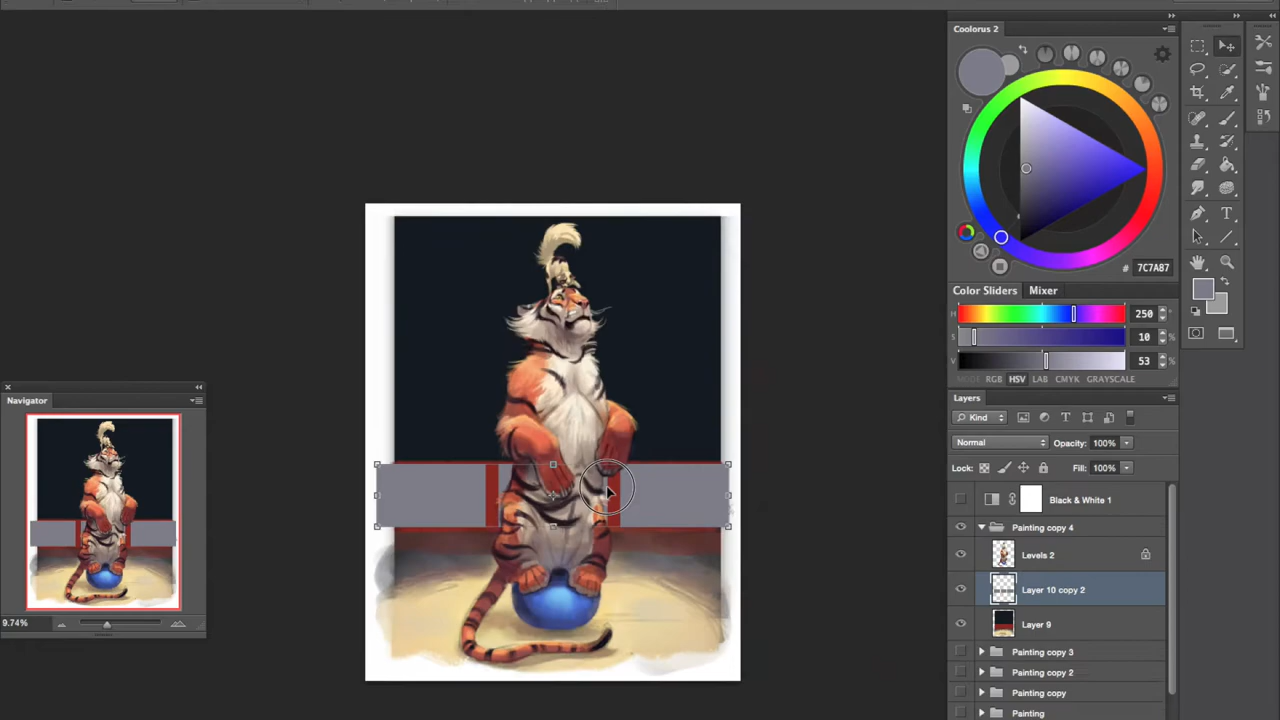 Coolorus 2
# 7C7A87
Color Sliders Mixer
H 250 °
S 10 %
V 53 %
RGB HSV LAB CMYK GRAYSCALE
Layers
Kind
Normal Opacity: 100%
Lock: Fill: 100%
Black & White 1
Painting copy 4
Levels 2
Layer 10 copy 2
Layer 9
Painting copy 3
Painting copy 2
Painting copy
Painting
Navigator
9.74%